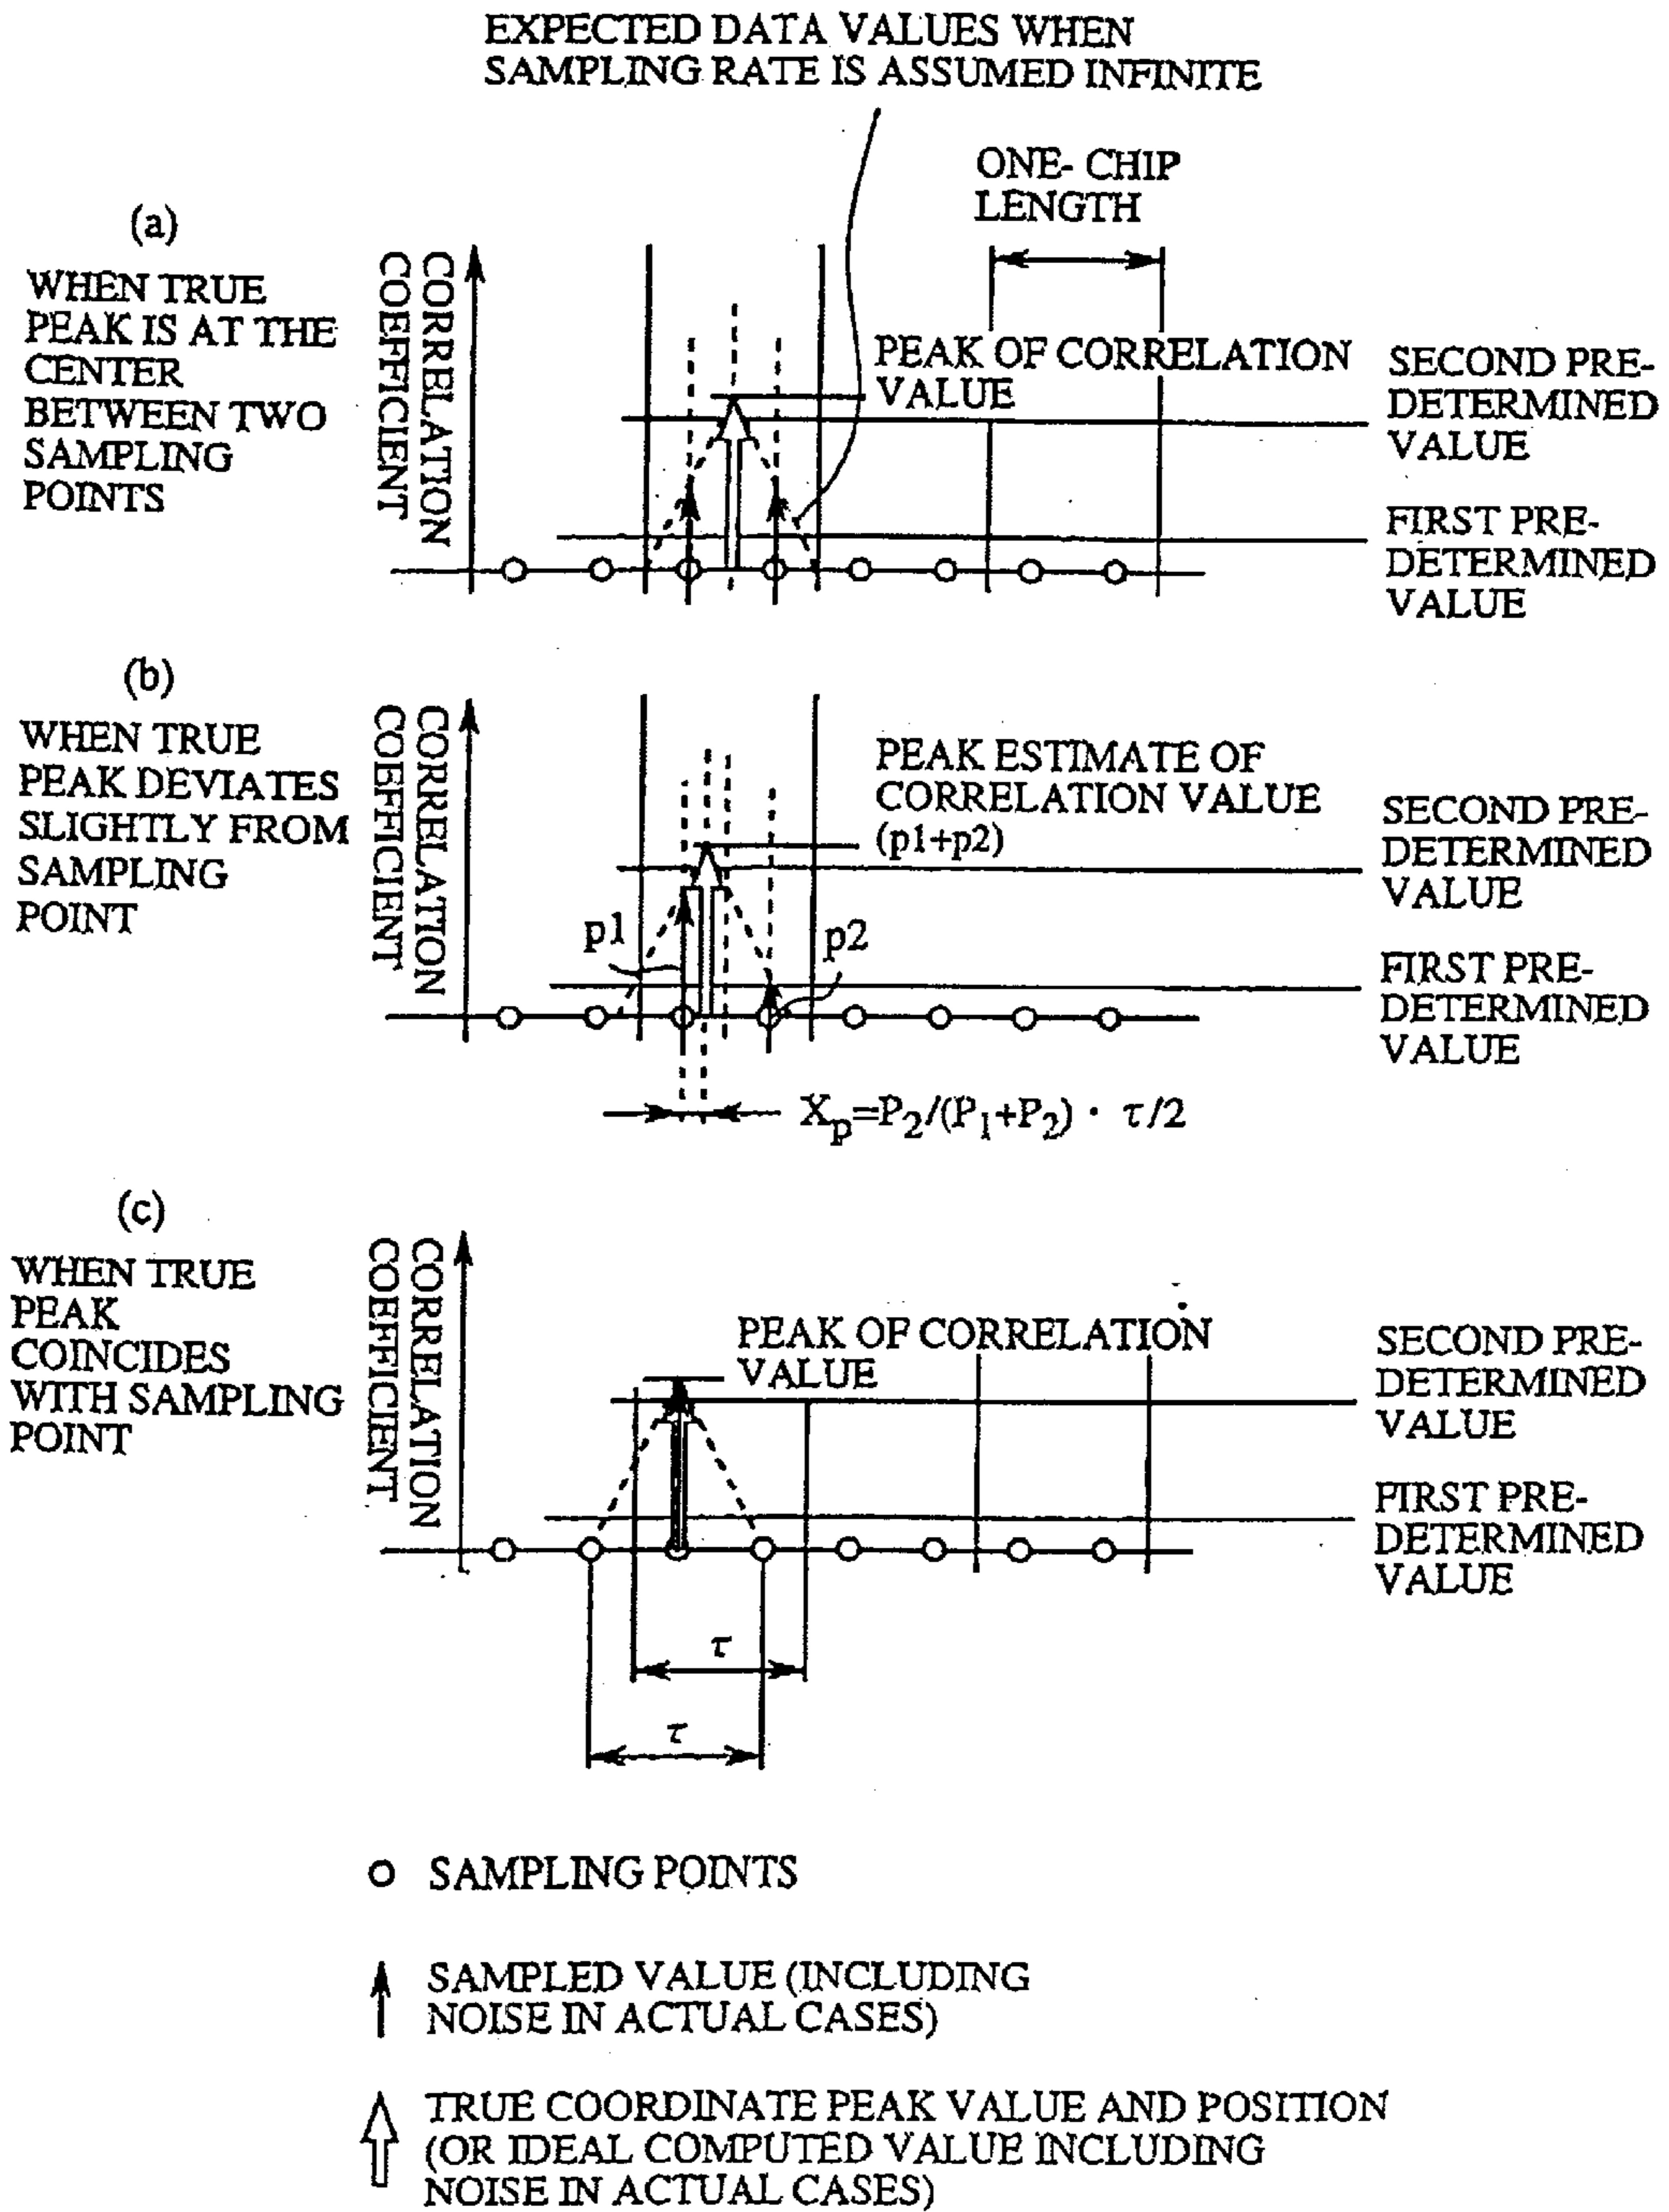 EXPECTED DATA VALUES WHEN
SAMPLING RATE IS ASSUMED INFINITE
ONE- CHIP
LENGTH
(a)
WHEN TRUE
PEAK IS AT THE
CENTER
BETWEEN TWO
SAMPLING
POINTS
CORRELATION
COEFFICIENT
PEAK OF CORRELATION
VALUE
SECOND PRE-
DETERMINED
VALUE
FIRST PRE-
DETERMINED
VALUE
(b)
WHEN TRUE
PEAK DEVIATES
SLIGHTLY FROM
SAMPLING
POINT
CORRELATION
COEFFICIENT
PEAK ESTIMATE OF
CORRELATION VALUE
(p1+p2)
p1
p2
SECOND PRE-
DETERMINED
VALUE
FIRST PRE-
DETERMINED
VALUE
Xp=P2/(P1+P2) · τ/2
(c)
WHEN TRUE
PEAK
COINCIDES
WITH SAMPLING
POINT
CORRELATION
COEFFICIENT
PEAK OF CORRELATION
VALUE
SECOND PRE-
DETERMINED
VALUE
FIRST PRE-
DETERMINED
VALUE
τ
τ
SAMPLING POINTS
SAMPLED VALUE (INCLUDING
NOISE IN ACTUAL CASES)
TRUE COORDINATE PEAK VALUE AND POSITION
(OR IDEAL COMPUTED VALUE INCLUDING
NOISE IN ACTUAL CASES)